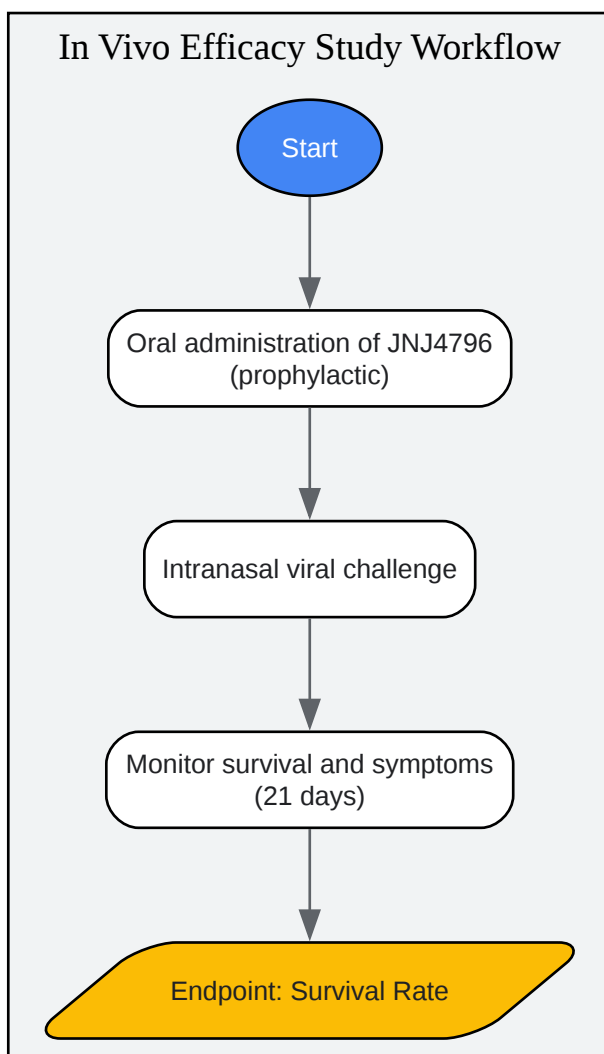 In Vivo Efficacy Study Workflow
Start
Oral administration of JNJ4796
(prophylactic)
Intranasal viral challenge
Monitor survival and symptoms
(21 days)
Endpoint: Survival Rate